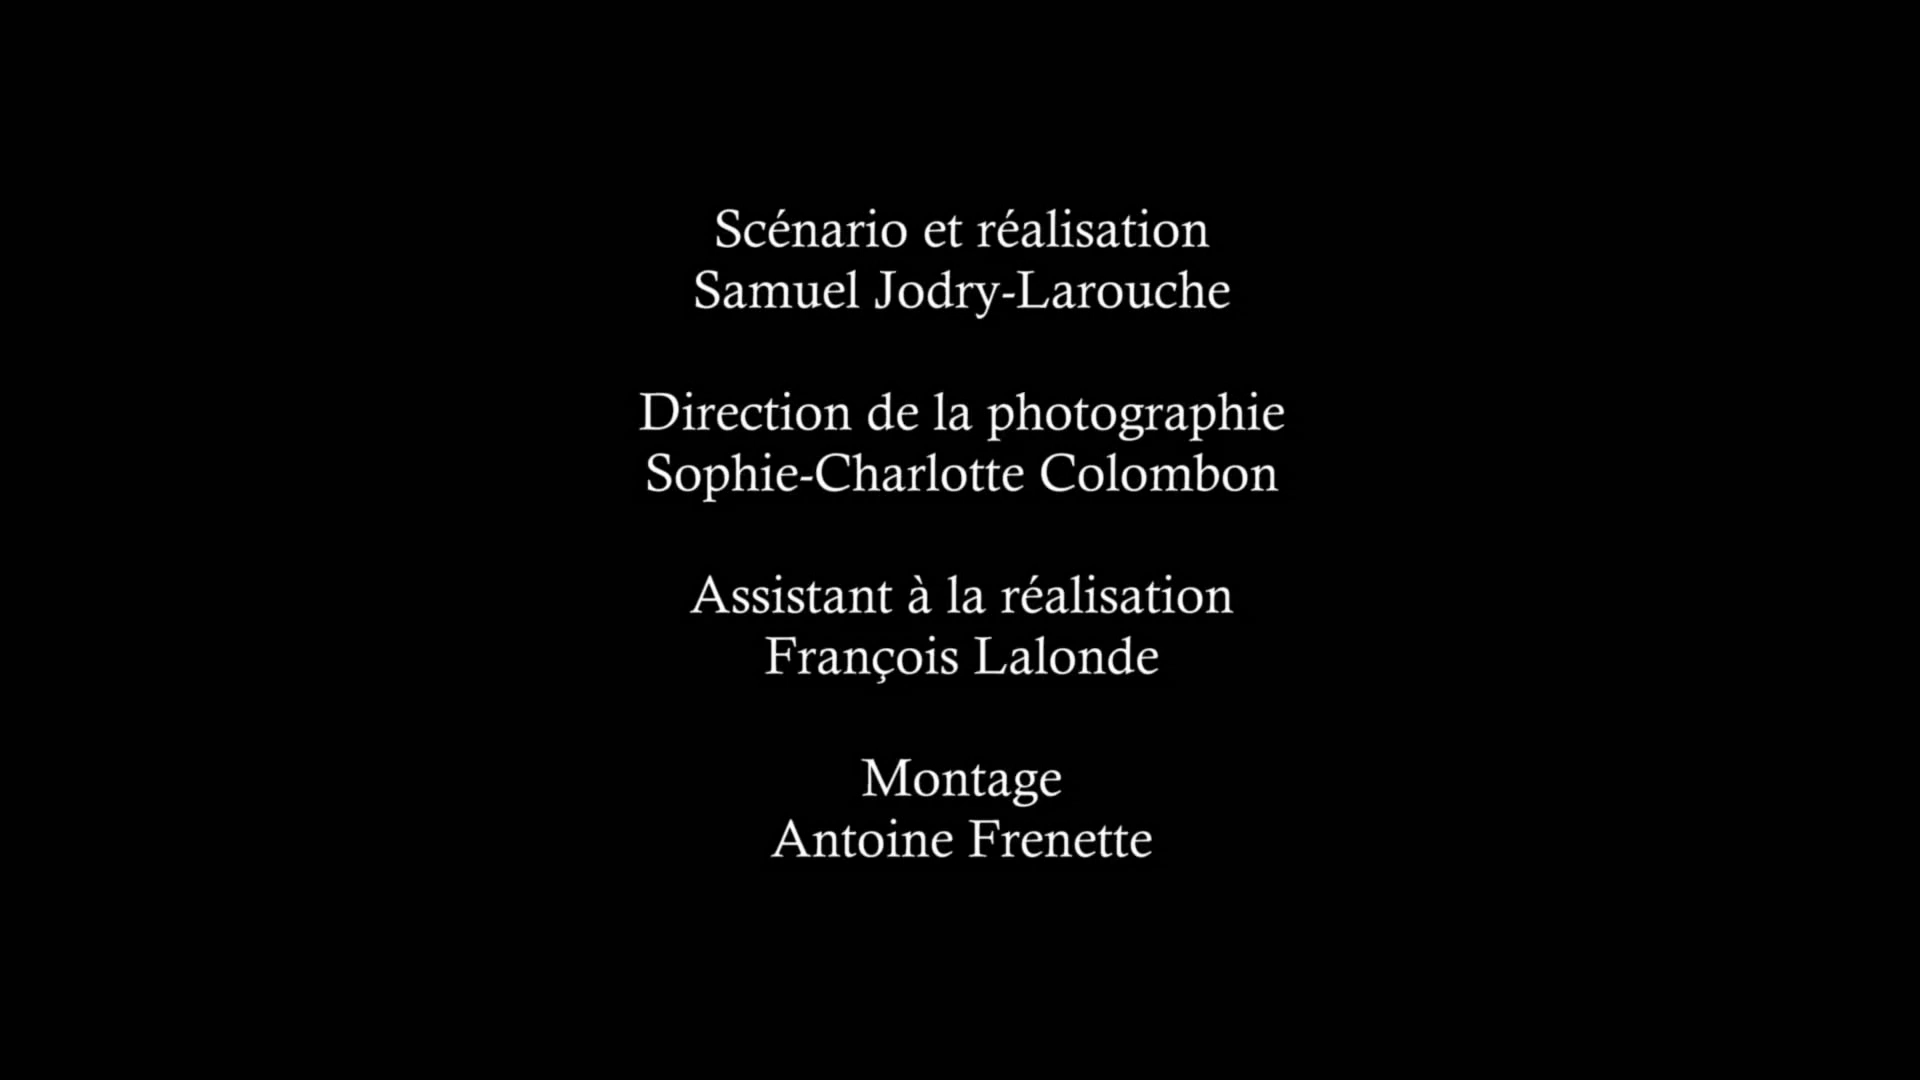 Scénario et réalisation
Samuel Jodry-Larouche
Direction de la photographie
Sophie-Charlotte Colombon
Assistant à la réalisation
François Lalonde
Montage
Antoine Frenette